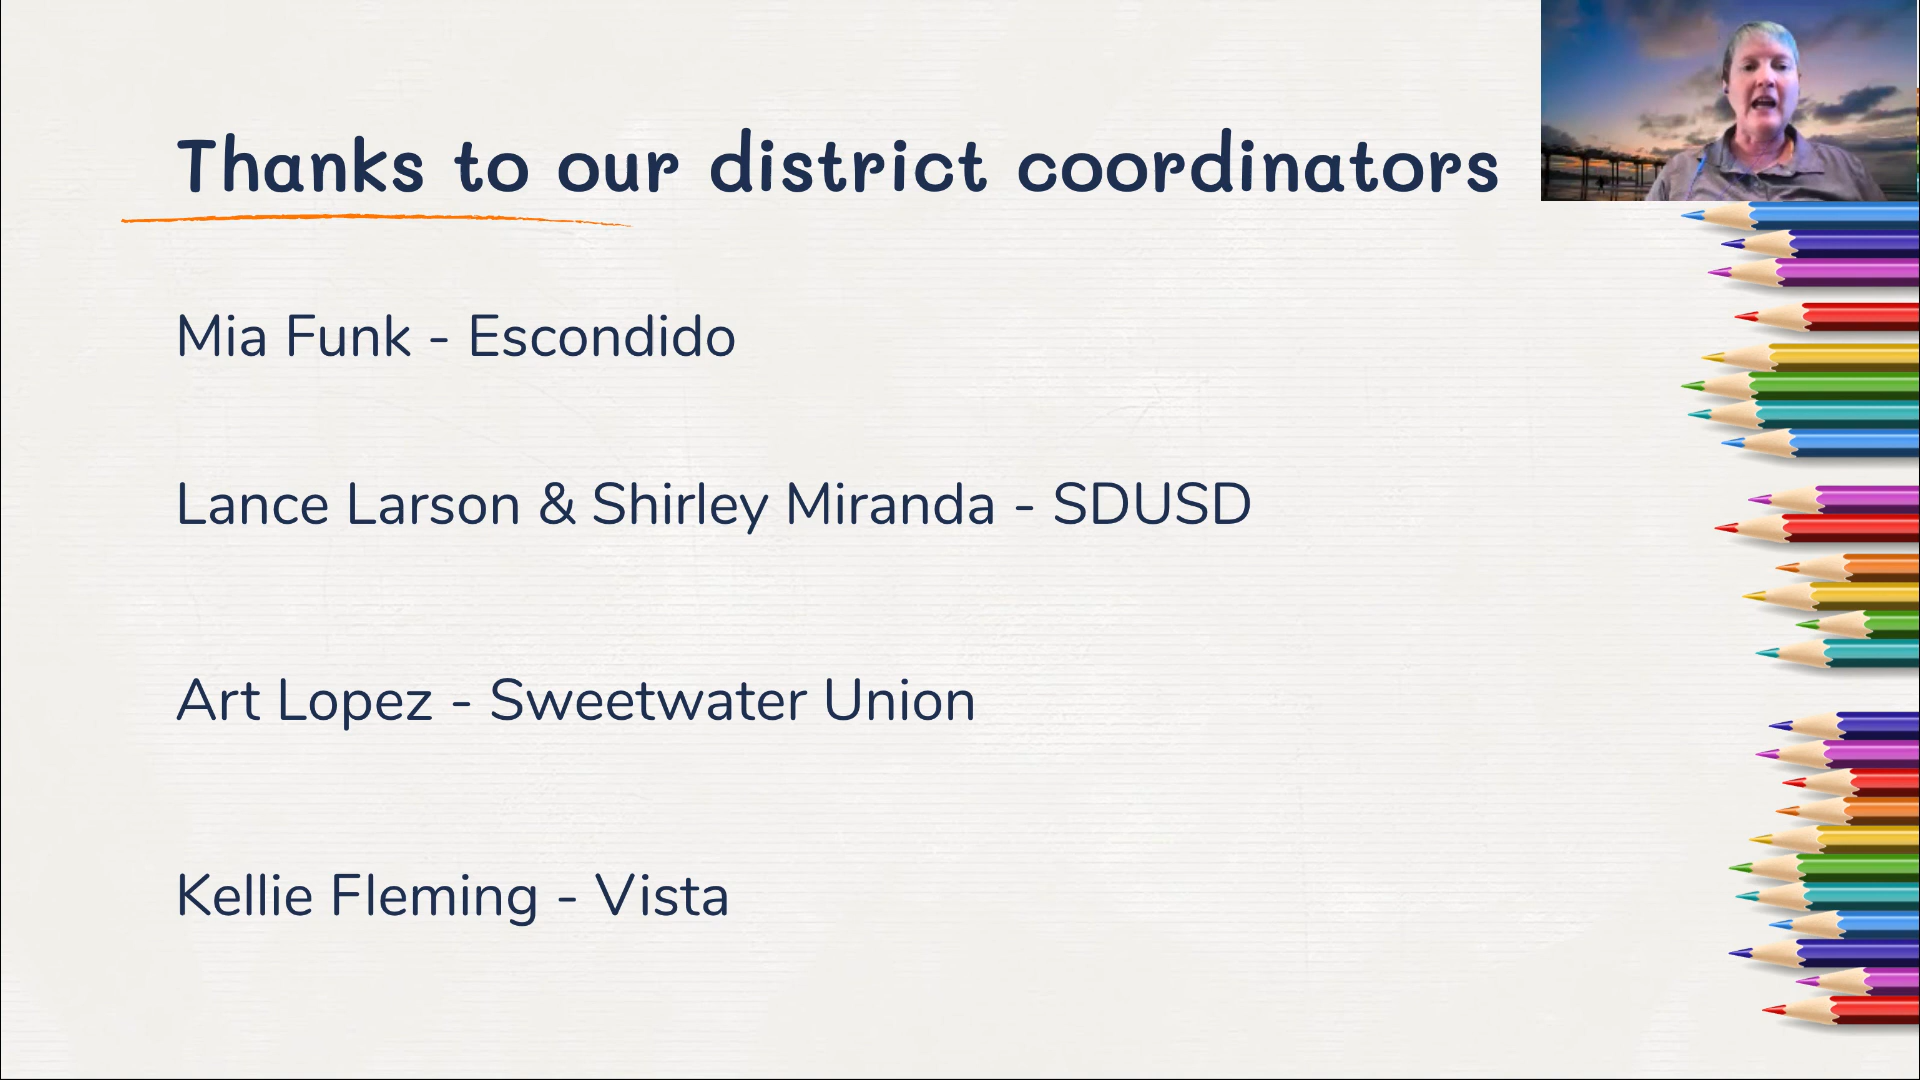 Thanks to our district coordinators
Mia Funk - Escondido
Lance Larson & Shirley Miranda - SDUSD
Art Lopez - Sweetwater Union
Kellie Fleming - Vista